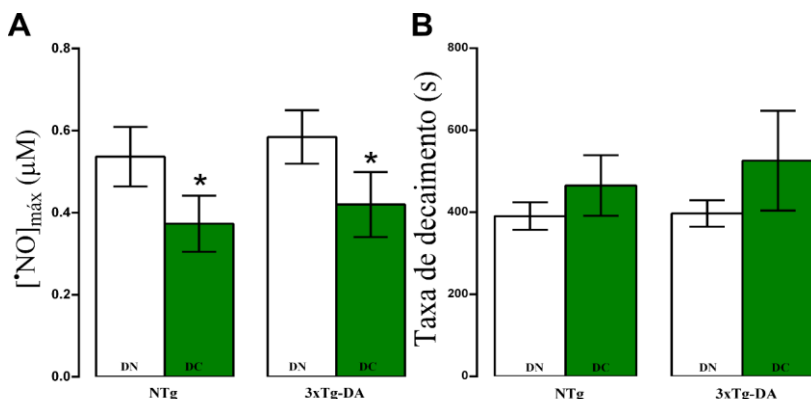 A
[•NO]máx (µM)
0.8
0.6
0.4
0.2
0.0
*
*
DN DC DN DC
NTg 3xTg-DA
B
Taxa de decaimento (s)
800
600
400
200
0
DN DC DN DC
NTg 3xTg-DA